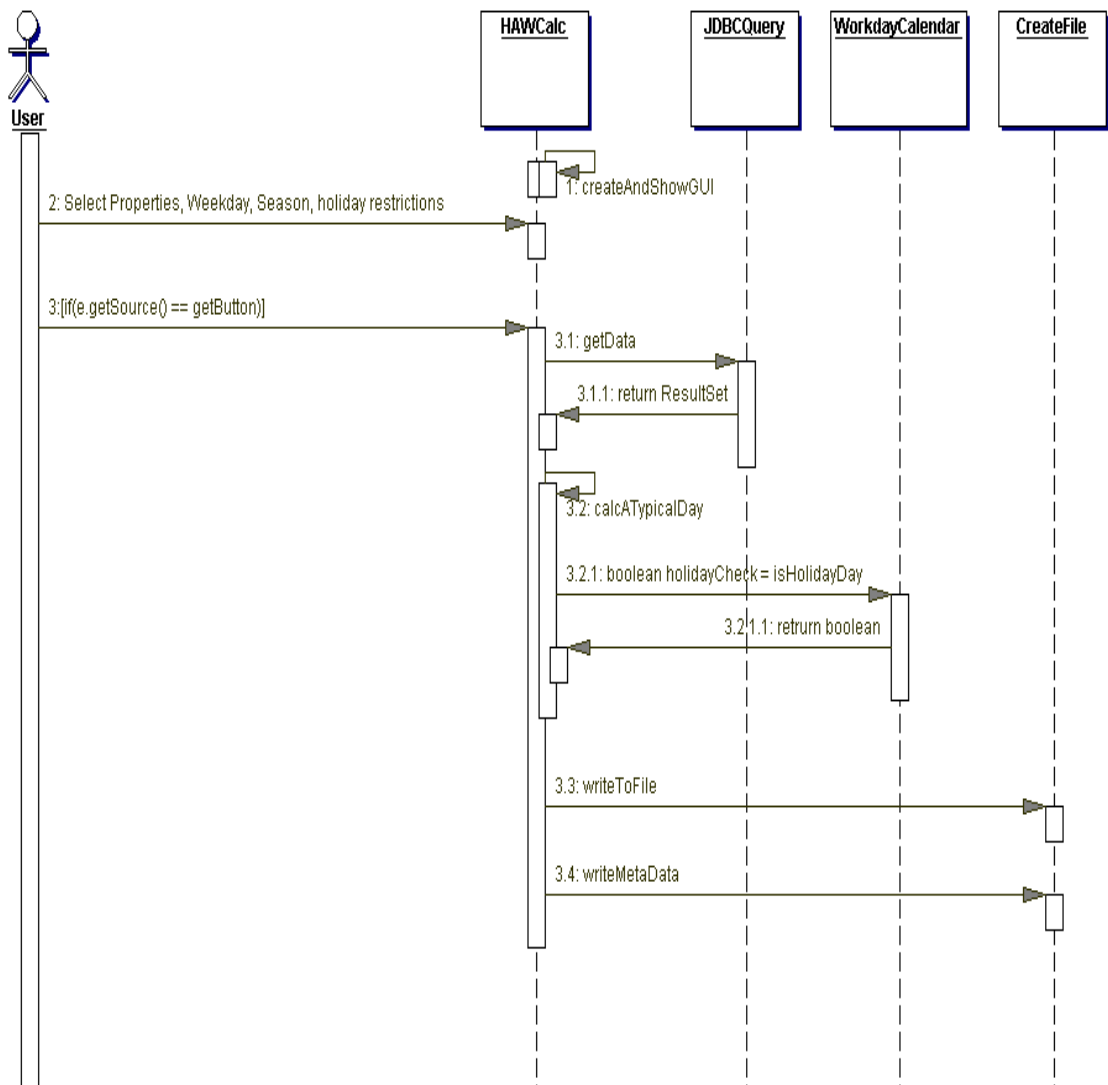 HAWCalc
JDBCQuery
WorkdayCalendar
CreateFile
User
1: createAndShowGUI
2: Select Properties, Weekday, Season, holiday restrictions
3:[if(e.getSource() == getButton)]
3.1: getData
3.1.1: return ResultSet
3.2: calcATypicalDay
3.2.1: boolean holidayCheck = isHolidayDay
3.2.1.1: retrurn boolean
3.3: writeToFile
3.4: writeMetaData